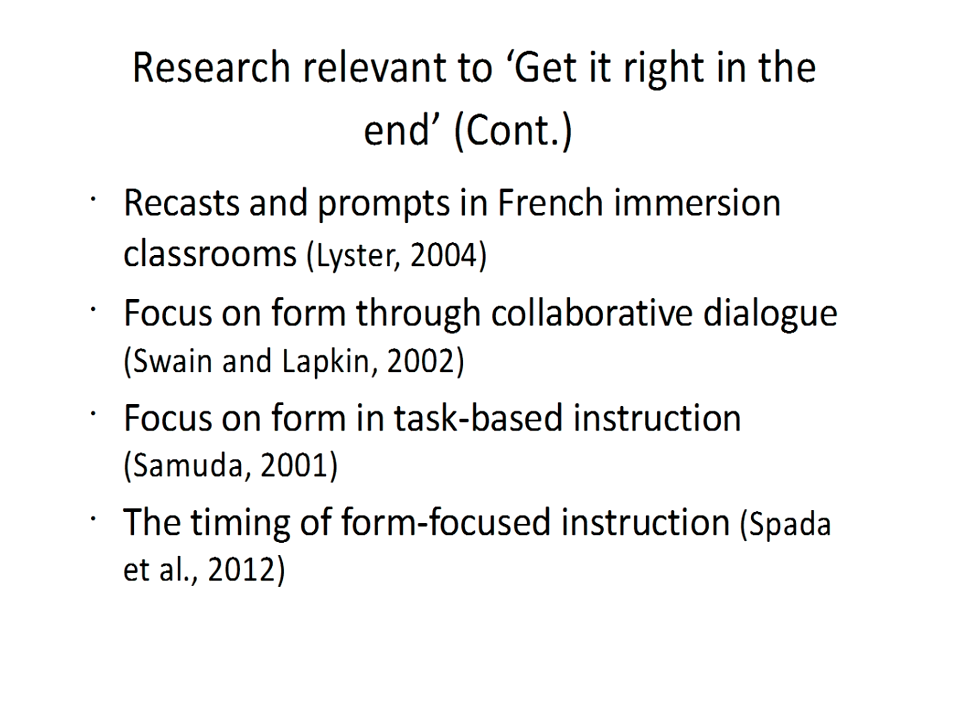 Research relevant to ‘Get it right in the
end’ (Cont.)
· Recasts and prompts in French immersion
classrooms (Lyster, 2004)
· Focus on form through collaborative dialogue
(Swain and Lapkin, 2002)
· Focus on form in task-based instruction
(Samuda, 2001)
· The timing of form-focused instruction (Spada
et al., 2012)